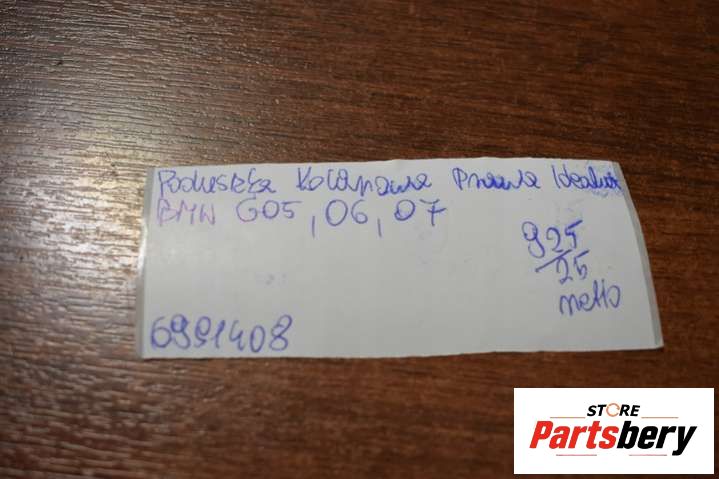 Poduszka Kolanowa Prawa Idealna
BMW G05, 06, 07
925
25
netto
6991408
STORE
Partsbery